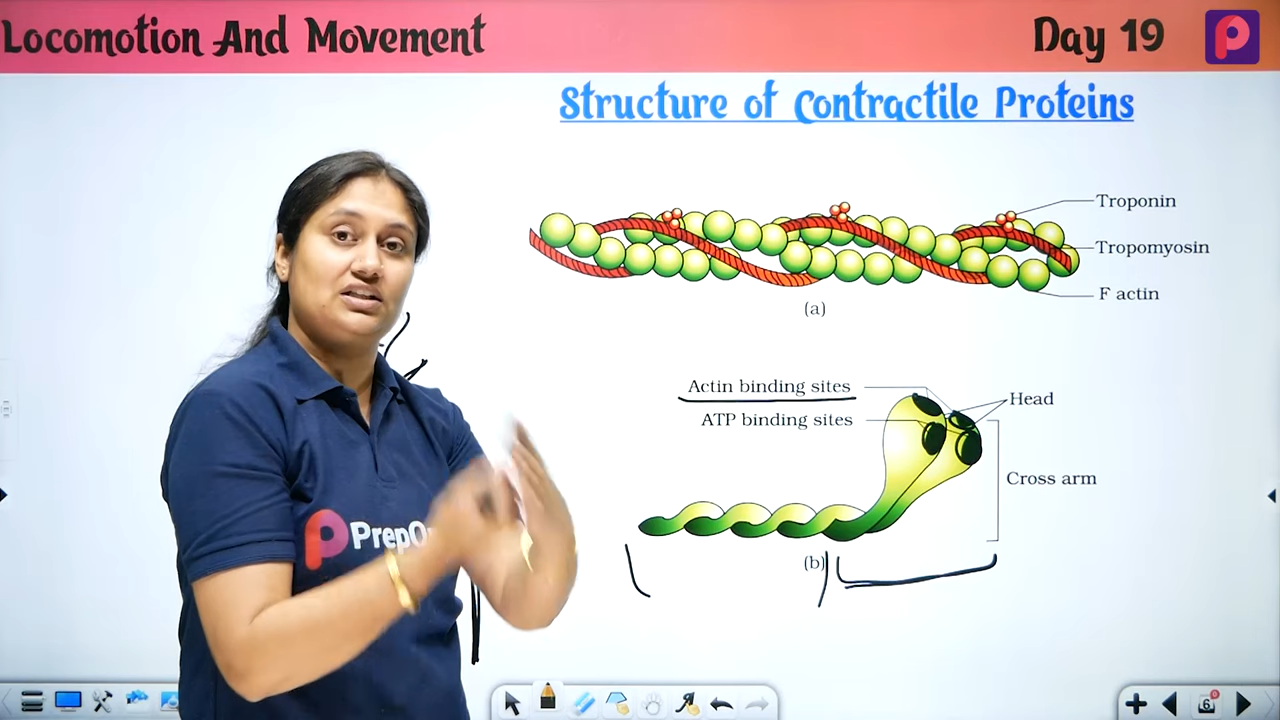 Locomotion And Movement
Day 19
Structure of Contractile Proteins
Troponin
Tropomyosin
F actin
(a)
Actin binding sites
ATP binding sites
Head
Cross arm
(b)
6